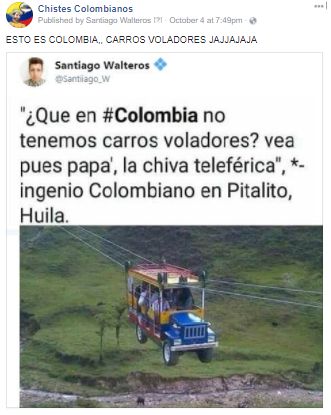 Chistes Colombianos
Published by Santiago Walteros [?] · October 4 at 7:49pm ·
ESTO ES COLOMBIA,, CARROS VOLADORES JAJJAJAJA
Santiago Walteros
@Santiiago_W
"¿Que en #Colombia no
tenemos carros voladores? vea
pues papa', la chiva teleférica", *-
ingenio Colombiano en Pitalito,
Huila.